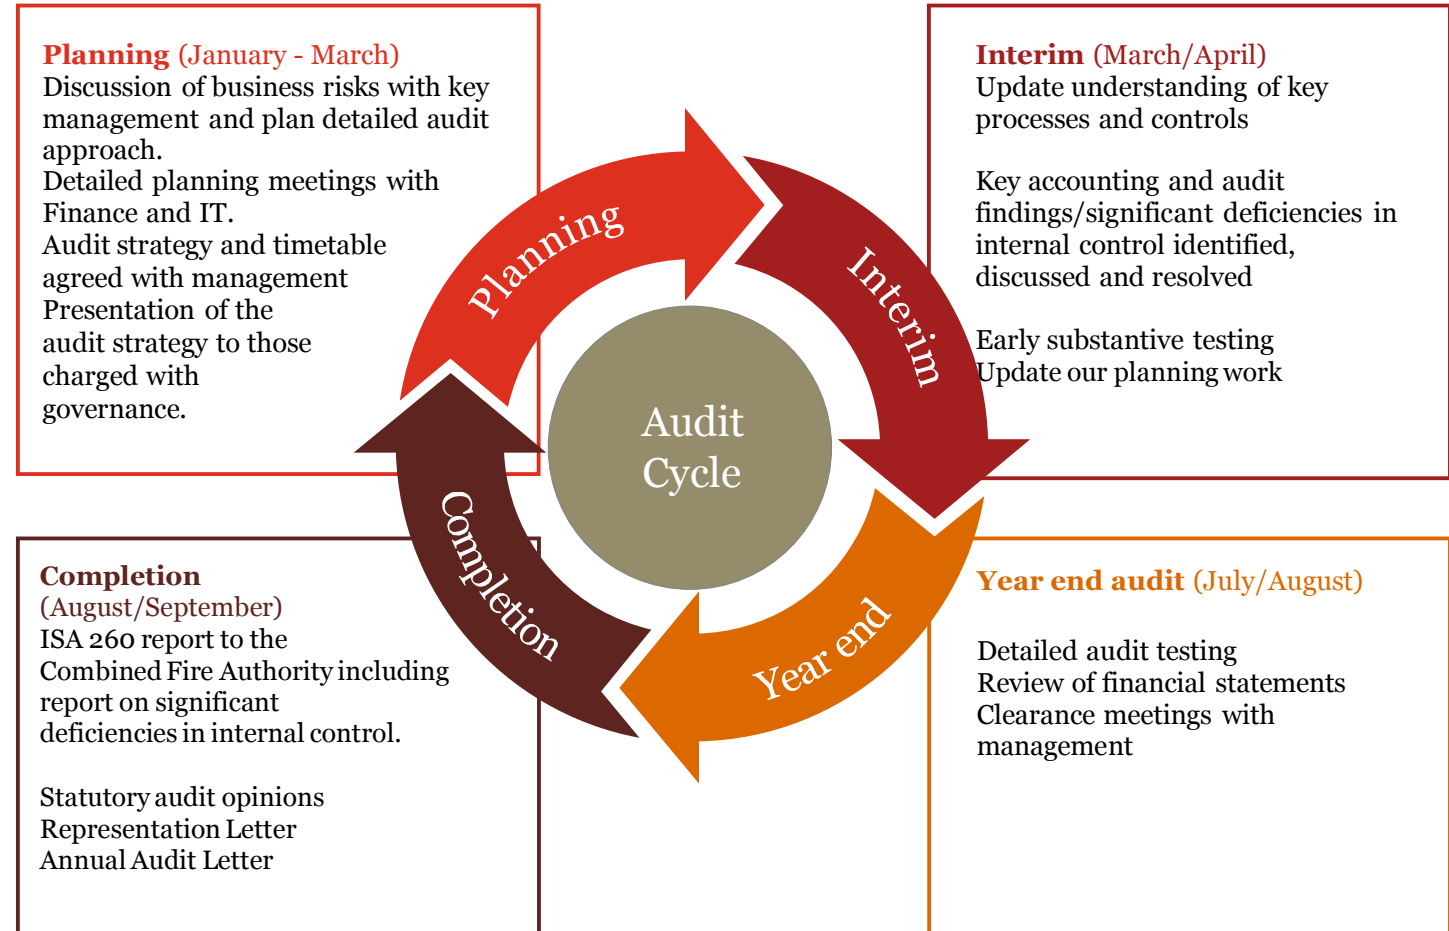 Planning (January - March)
Discussion of business risks with key
management and plan detailed audit
approach.
Detailed planning meetings with
Finance and IT.
Audit strategy and timetable
agreed with management
Presentation of the
audit strategy to those
charged with
governance.
Interim (March/April)
Update understanding of key
processes and controls
Key accounting and audit
findings/significant deficiencies in
internal control identified,
discussed and resolved
Early substantive testing
Update our planning work
Planning
Interim
Audit
Cycle
Completion
Year end
Completion
(August/September)
ISA 260 report to the
Combined Fire Authority including
report on significant
deficiencies in internal control.
Statutory audit opinions
Representation Letter
Annual Audit Letter
Year end audit (July/August)
Detailed audit testing
Review of financial statements
Clearance meetings with
management